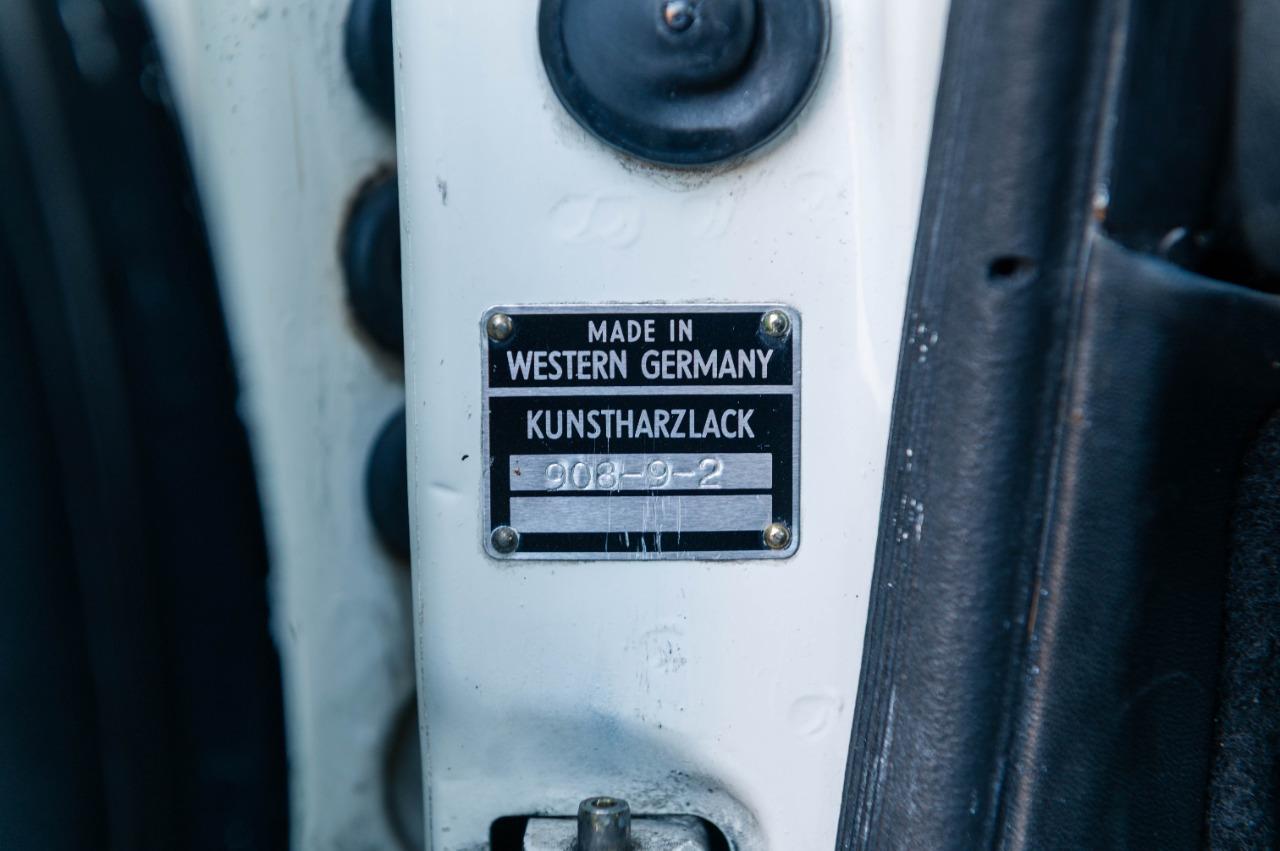 MADE IN
WESTERN GERMANY
KUNSTHARZLACK
908-9-2